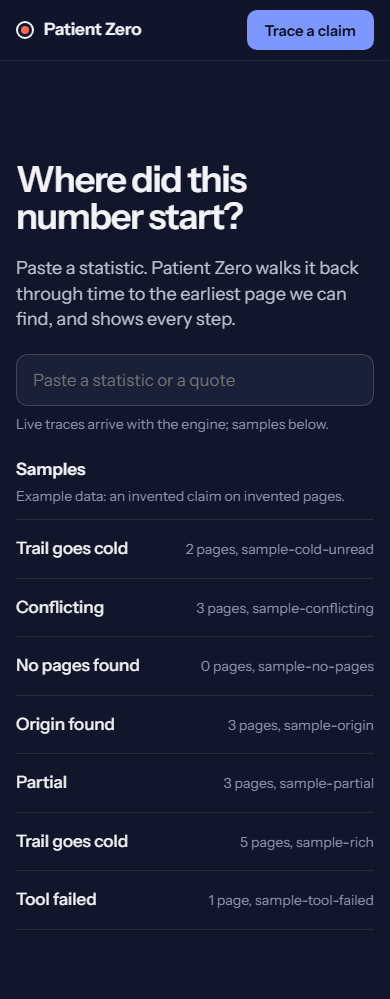 Patient Zero
Trace a claim
Where did this
number start?
Paste a statistic. Patient Zero walks it back
through time to the earliest page we can
find, and shows every step.
Paste a statistic or a quote
Live traces arrive with the engine; samples below.
Samples
Example data: an invented claim on invented pages.
Trail goes cold
2 pages, sample-cold-unread
Conflicting
3 pages, sample-conflicting
No pages found
0 pages, sample-no-pages
Origin found
3 pages, sample-origin
Partial
3 pages, sample-partial
Trail goes cold
5 pages, sample-rich
Tool failed
1 page, sample-tool-failed